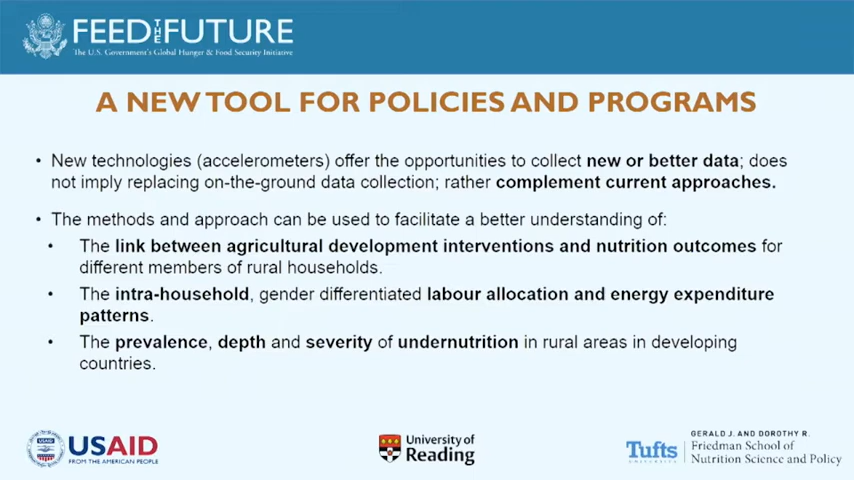 FEED THE FUTURE
The U.S. Government's Global Hunger & Food Security Initiative
A NEW TOOL FOR POLICIES AND PROGRAMS
• New technologies (accelerometers) offer the opportunities to collect new or better data; does
not imply replacing on-the-ground data collection; rather complement current approaches.
• The methods and approach can be used to facilitate a better understanding of:
• The link between agricultural development interventions and nutrition outcomes for
different members of rural households.
• The intra-household, gender differentiated labour allocation and energy expenditure
patterns.
• The prevalence, depth and severity of undernutrition in rural areas in developing
countries.
USAID
FROM THE AMERICAN PEOPLE
University of
Reading
Tufts
UNIVERSITY
GERALD J. AND DOROTHY R.
Friedman School of
Nutrition Science and Policy